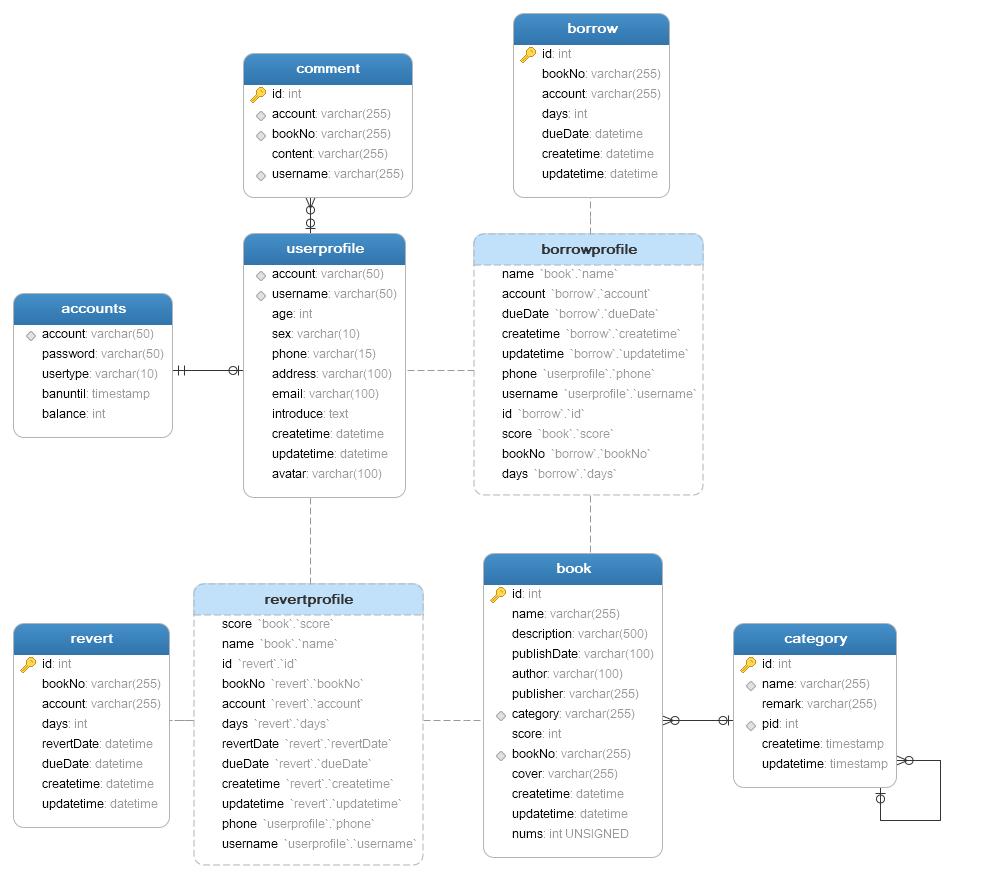 borrow
id: int
bookNo: varchar(255)
account: varchar(255)
days: int
dueDate: datetime
createtime: datetime
updatetime: datetime
comment
id: int
account: varchar(255)
bookNo: varchar(255)
content: varchar(255)
username: varchar(255)
userprofile
account: varchar(50)
username: varchar(50)
age: int
sex: varchar(10)
phone: varchar(15)
address: varchar(100)
email: varchar(100)
introduce: text
createtime: datetime
updatetime: datetime
avatar: varchar(100)
borrowprofile
name `book`.`name`
account `borrow`.`account`
dueDate `borrow`.`dueDate`
createtime `borrow`.`createtime`
updatetime `borrow`.`updatetime`
phone `userprofile`.`phone`
username `userprofile`.`username`
id `borrow`.`id`
score `book`.`score`
bookNo `borrow`.`bookNo`
days `borrow`.`days`
accounts
account: varchar(50)
password: varchar(50)
usertype: varchar(10)
banuntil: timestamp
balance: int
book
id: int
name: varchar(255)
description: varchar(500)
publishDate: varchar(100)
author: varchar(100)
publisher: varchar(255)
category: varchar(255)
score: int
bookNo: varchar(255)
cover: varchar(255)
createtime: datetime
updatetime: datetime
nums: int UNSIGNED
revertprofile
score `book`.`score`
name `book`.`name`
id `revert`.`id`
bookNo `revert`.`bookNo`
account `revert`.`account`
days `revert`.`days`
revertDate `revert`.`revertDate`
dueDate `revert`.`dueDate`
createtime `revert`.`createtime`
updatetime `revert`.`updatetime`
phone `userprofile`.`phone`
username `userprofile`.`username`
revert
id: int
bookNo: varchar(255)
account: varchar(255)
days: int
revertDate: datetime
dueDate: datetime
createtime: datetime
updatetime: datetime
category
id: int
name: varchar(255)
remark: varchar(255)
pid: int
createtime: timestamp
updatetime: timestamp